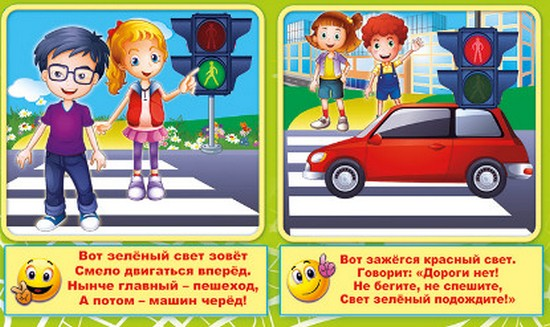 Вот зелёный свет зовёт
Смело двигаться вперёд.
Нынче главный – пешеход,
А потом – машин черёд!
Вот зажёгся красный свет.
Говорит: «Дороги нет!
Не бегите, не спешите,
Свет зелёный подождите!»